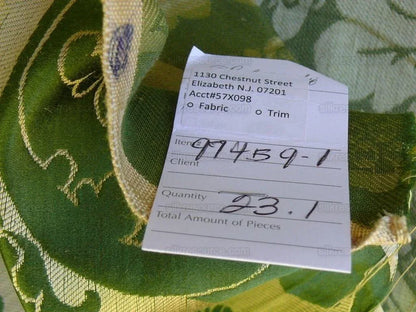 1130 Chestnut Street
Elizabeth N.J. 07201
Acct#57X098
o Fabric o Trim
Item 97459-1
Client
Quantity 23.1
Total Amount of Pieces